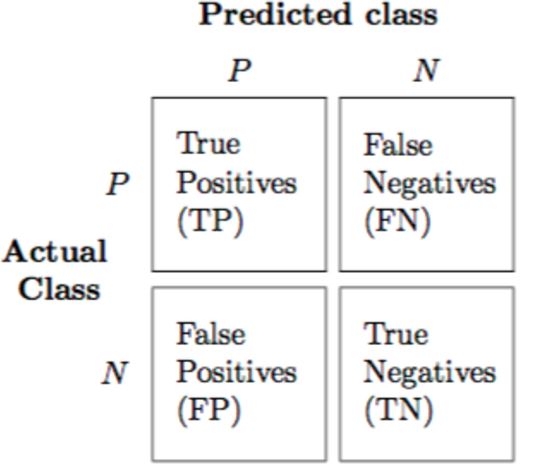 Predicted class
P
N
True
Positives
(TP)
False
Negatives
(FN)
P
Actual
Class
False
Positives
(FP)
True
Negatives
(TN)
N